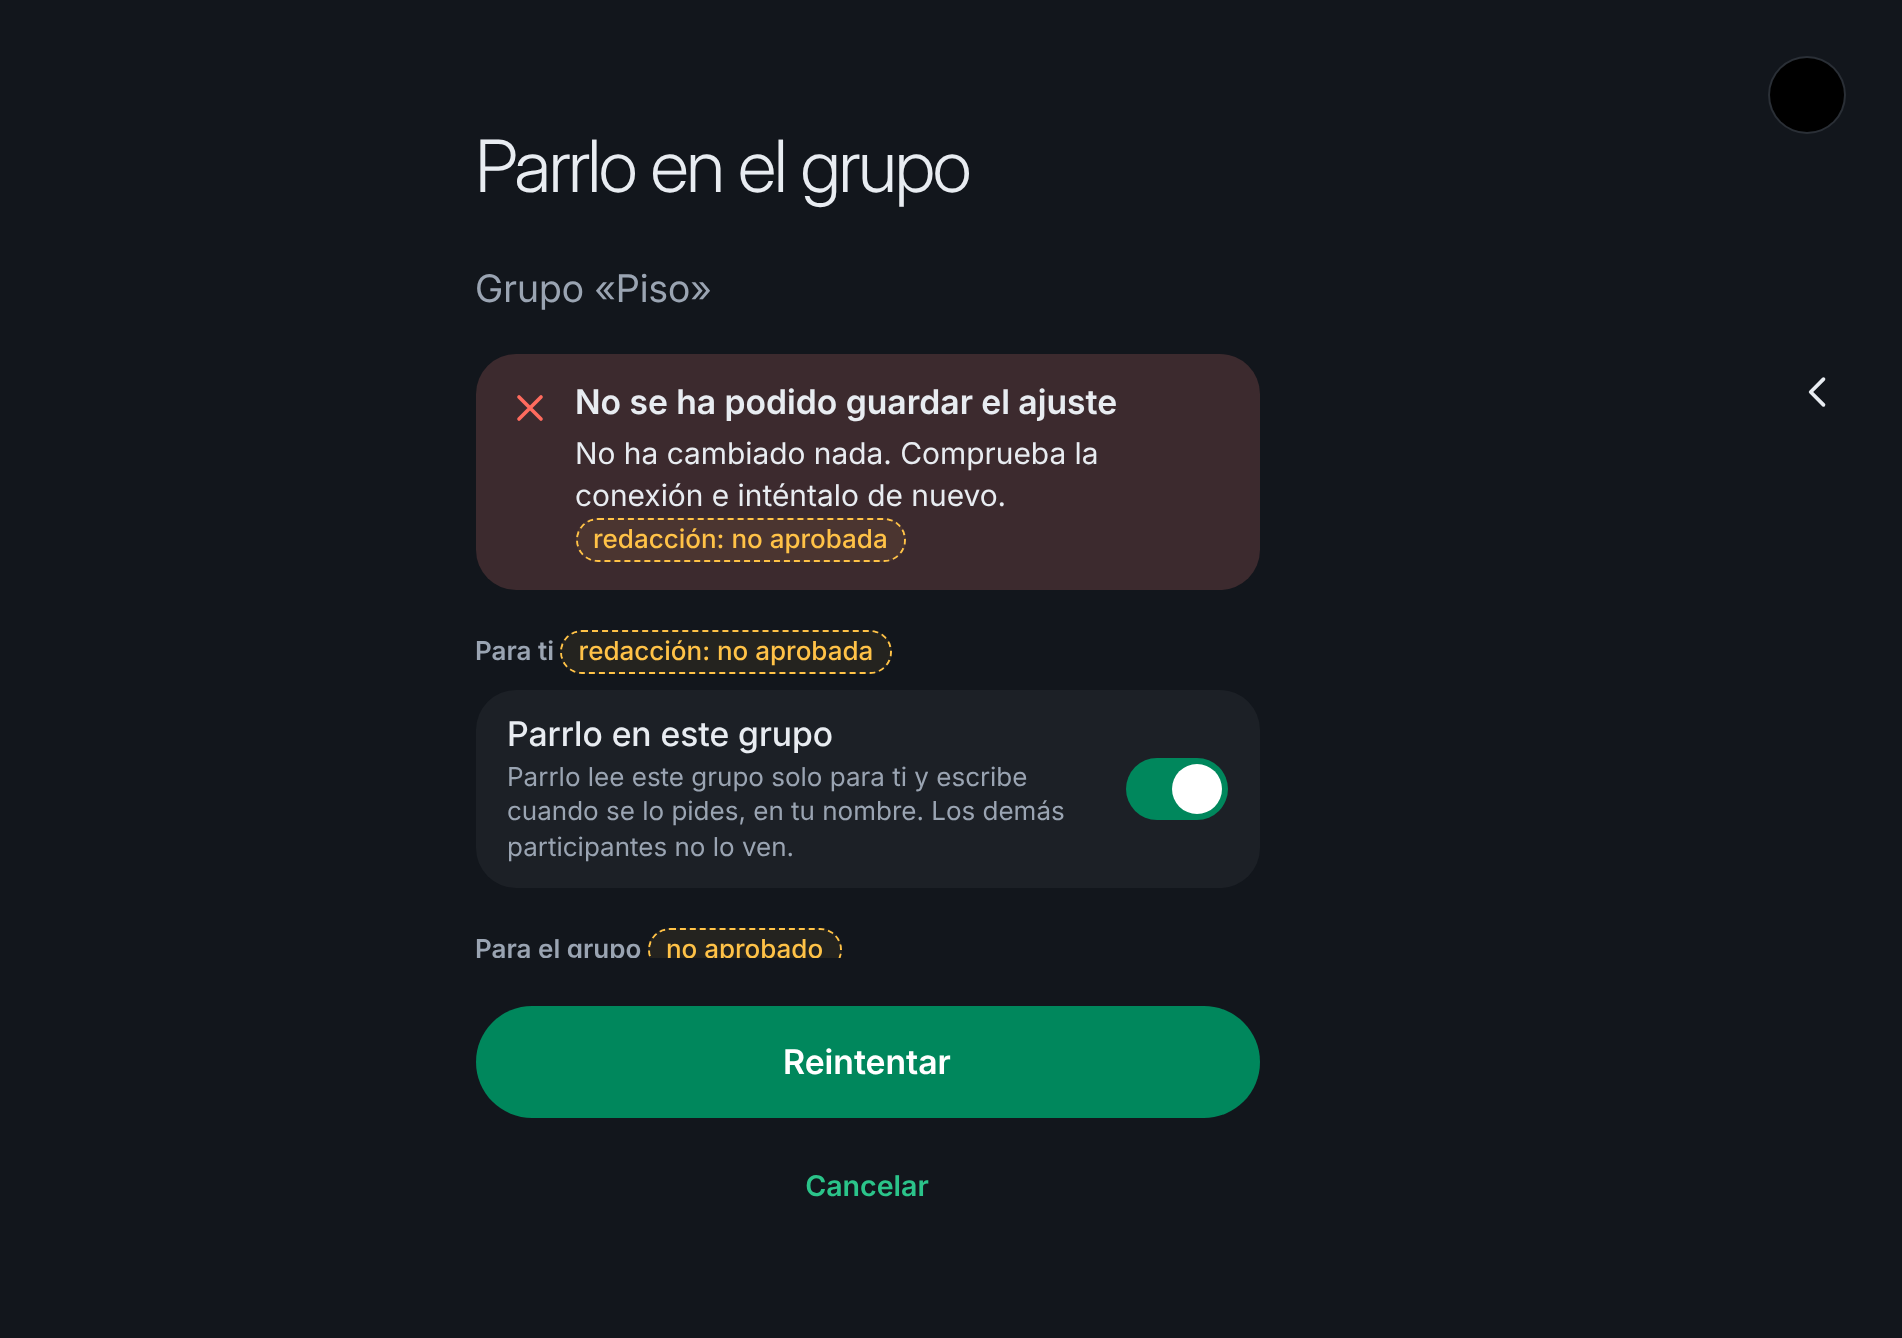 Parrlo en el grupo
Grupo «Piso»
No se ha podido guardar el ajuste
No ha cambiado nada. Comprueba la
conexión e inténtalo de nuevo.
redacción: no aprobada
Para ti redacción: no aprobada
Parrlo en este grupo
Parrlo lee este grupo solo para ti y escribe
cuando se lo pides, en tu nombre. Los demás
participantes no lo ven.
Para el grupo no aprobado
Reintentar
Cancelar